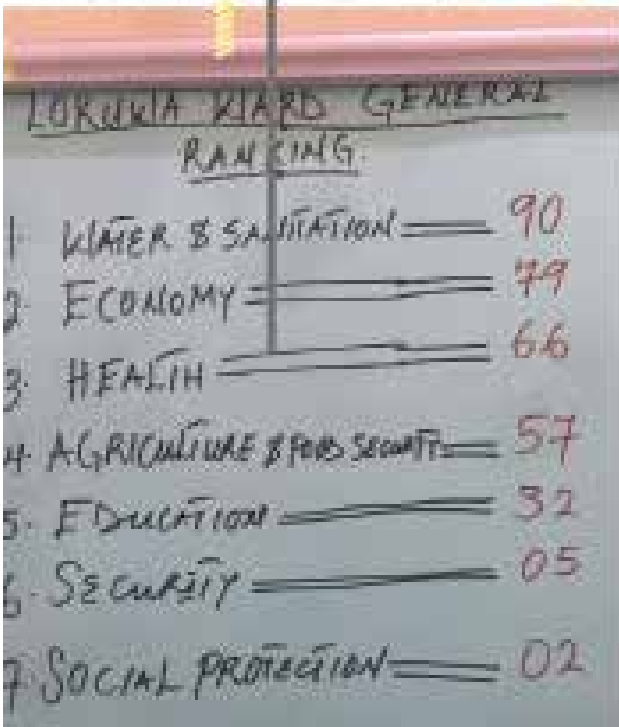 LOKUWA WARD GENERAL
RANKING.
1. WATER & SANITATION 90
2. ECONOMY 79
3. HEALTH 66
4. AGRICULTURE & FOOD SECURITY 57
5. EDUCATION 32
6. SECURITY 05
7. SOCIAL PROTECTION 02